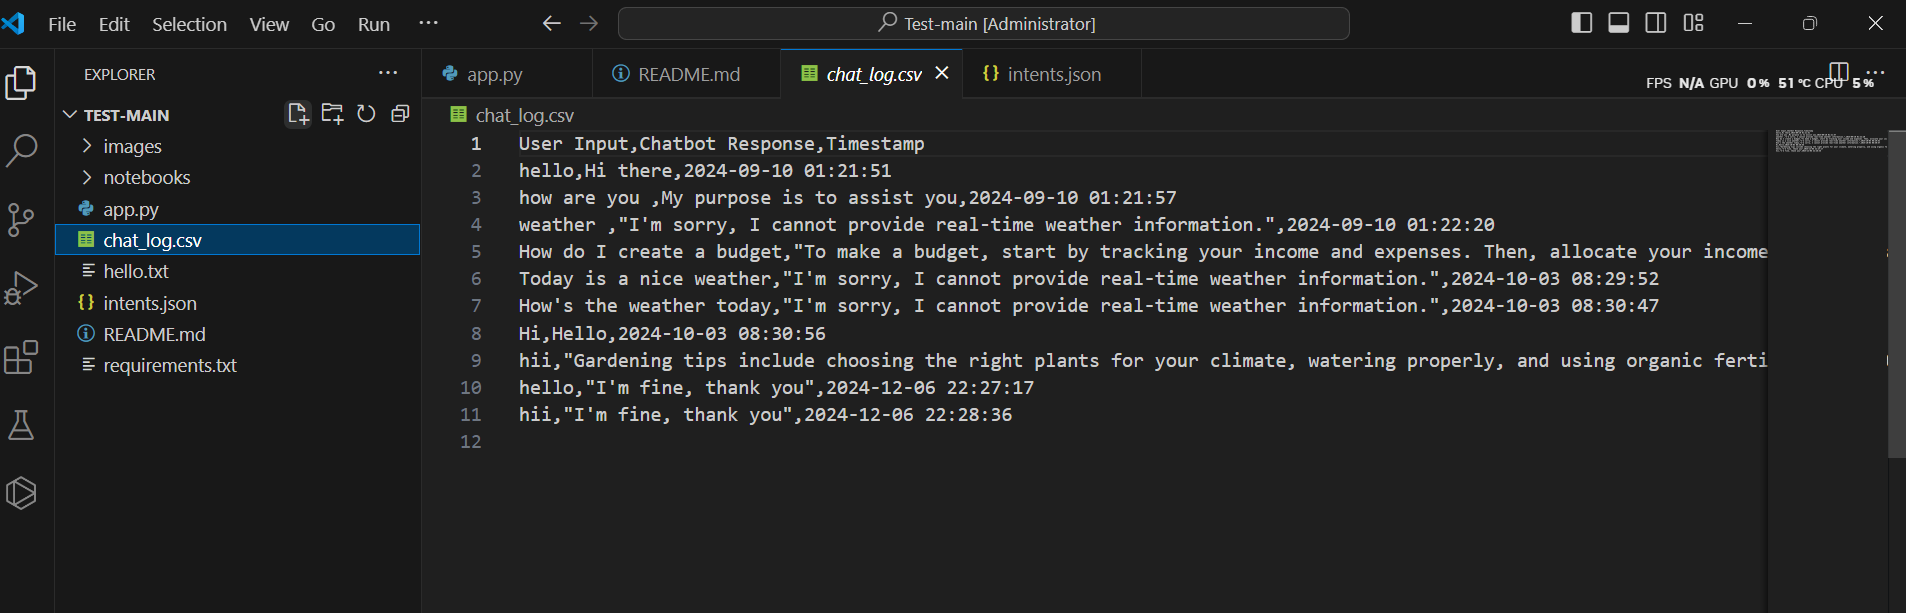 File Edit Selection View Go Run ···
Test-main [Administrator]
EXPLORER ···
app.py
README.md
chat_log.csv
intents.json
FPS N/A GPU 0% 51°C CPU 5%
TEST-MAIN
images
notebooks
app.py
chat_log.csv
hello.txt
intents.json
README.md
requirements.txt
chat_log.csv
1 User Input,Chatbot Response,Timestamp
2 hello,Hi there,2024-09-10 01:21:51
3 how are you ,My purpose is to assist you,2024-09-10 01:21:57
4 weather ,"I'm sorry, I cannot provide real-time weather information.",2024-09-10 01:22:20
5 How do I create a budget,"To make a budget, start by tracking your income and expenses. Then, allocate your income
6 Today is a nice weather,"I'm sorry, I cannot provide real-time weather information.",2024-10-03 08:29:52
7 How's the weather today,"I'm sorry, I cannot provide real-time weather information.",2024-10-03 08:30:47
8 Hi,Hello,2024-10-03 08:30:56
9 hii,"Gardening tips include choosing the right plants for your climate, watering properly, and using organic ferti
10 hello,"I'm fine, thank you",2024-12-06 22:27:17
11 hii,"I'm fine, thank you",2024-12-06 22:28:36
12